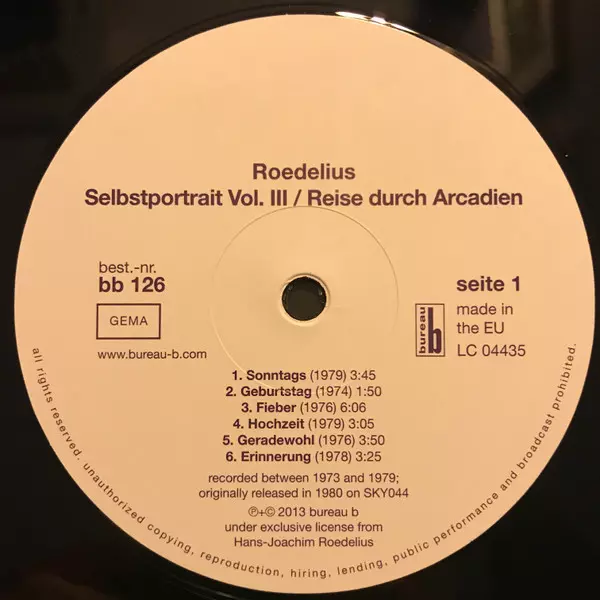 Roedelius
Selbstportrait Vol. III / Reise durch Arcadien
best.-nr.
bb 126
GEMA
www.bureau-b.com
seite 1
bureau b
made in
the EU
LC 04435
1. Sonntags (1979) 3:45
2. Geburtstag (1974) 1:50
3. Fieber (1976) 6:06
4. Hochzeit (1979) 3:05
5. Geradewohl (1976) 3:50
6. Erinnerung (1978) 3:25
recorded between 1973 and 1979;
originally released in 1980 on SKY044
℗+© 2013 bureau b
under exclusive license from
Hans-Joachim Roedelius
all rights reserved. unauthorized copying, reproduction, hiring, lending, public performance and broadcast prohibited.